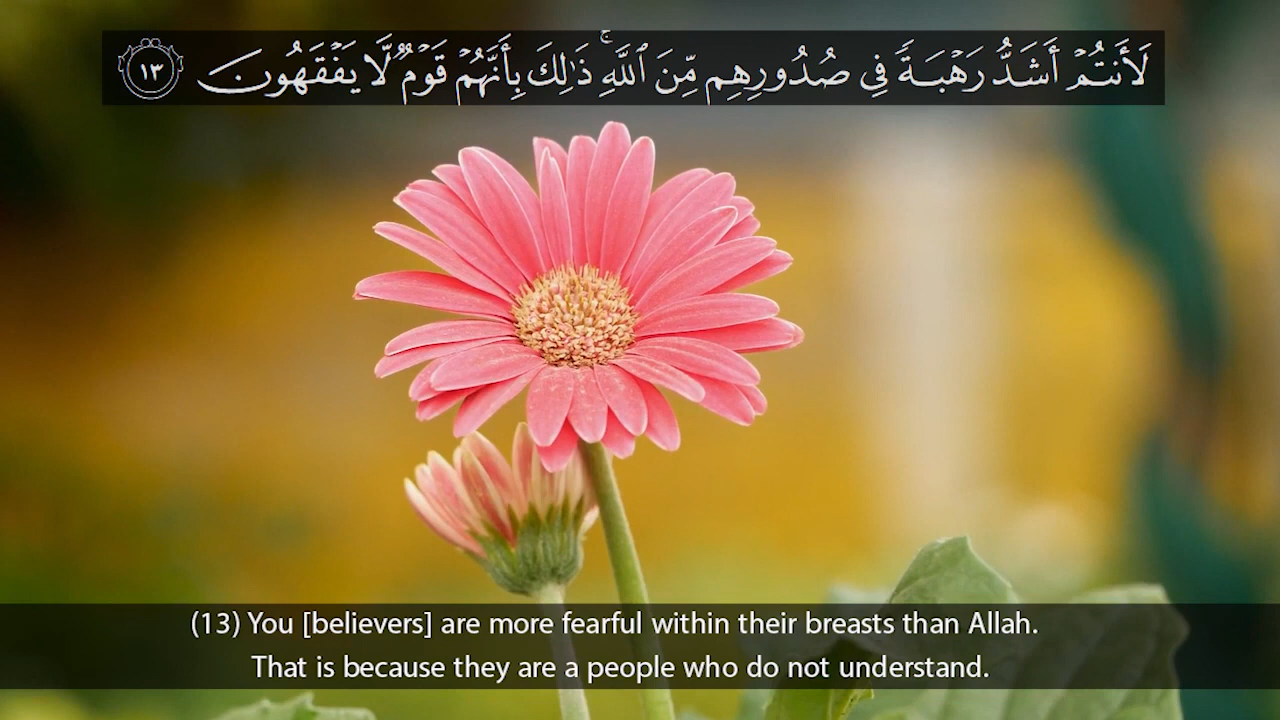 لَأَنتُمْ أَشَدُّ رَهْبَةً فِى صُدُورِهِم مِّنَ ٱللَّهِ ۚ ذَٰلِكَ بِأَنَّهُمْ قَوْمٌ لَّا يَفْقَهُونَ ١٣
(13) You [believers] are more fearful within their breasts than Allah.
That is because they are a people who do not understand.